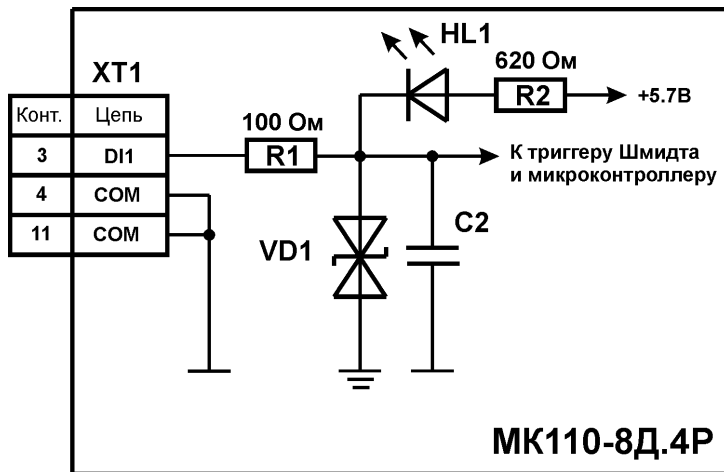 HL1
XT1
620 Ом
R2
+5.7В
Конт.
Цепь
100 Ом
3
DI1
R1
К триггеру Шмидта
и микроконтроллеру
4
COM
11
COM
VD1
C2
МК110-8Д.4Р